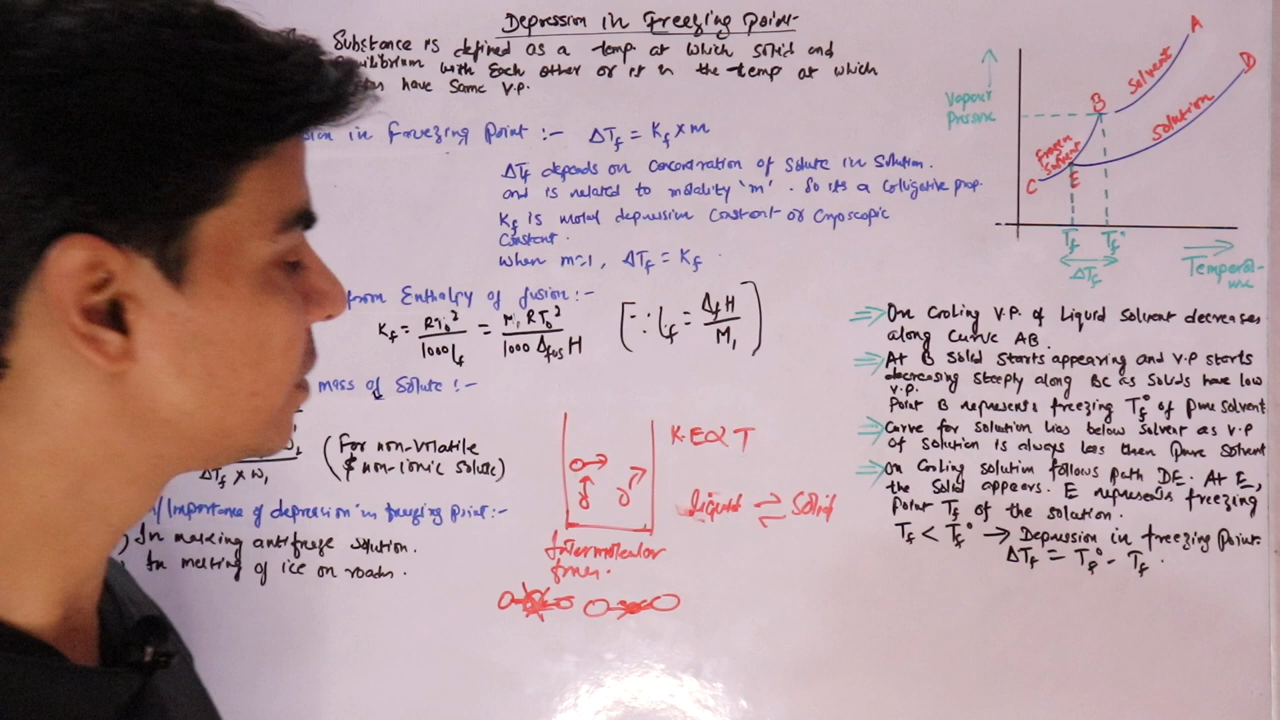 Depression in Freezing Point
Substance is defined as a temp at which solid and
with Each other or it is the temp at which
have same V.P.
in freezing Point :- ΔTf = Kf × m
ΔTf depends on concentration of solute in solution.
and is related to molality 'm'. So its a colligative prop.
Kf is molal depression Constant or Cryoscopic
Constant.
When m=1, ΔTf = Kf
from Enthalpy of fusion :-
Kf = RT₀² / 1000 lf = M₁ RT₀² / 1000 ΔfusH [∵ lf = ΔfH / M₁]
mass of Solute :-
ΔTf × W₁ (For non-volatile
& non-ionic solute)
/Importance of depression in freezing point :-
In making antifreeze solution.
In melting of ice on roads.
K.E ∝ T
liquid ⇌ Solid
Intermolecular
forces.
A
Solvent
D
B
Solution
Vapour
Pressure
Frozen
Solvent
C
E
Tf Tf°
ΔTf
Temperat-
ure
⇒ On Cooling V.P. of Liquid Solvent decreases
along Curve AB.
⇒ At B Solid Starts appearing and V.P starts
decreasing steeply along BC as Solids have low
V.P.
Point B represents freezing Tf° of pure solvent
⇒ Curve for solution lies below solvent as V.P
of solution is always less then pure solvent
⇒ On Cooling solution follows path DE. At E,
the Solid appears. E represents freezing
Point Tf of the solution.
Tf < Tf° → Depression in freezing point.
ΔTf = Tf° - Tf.